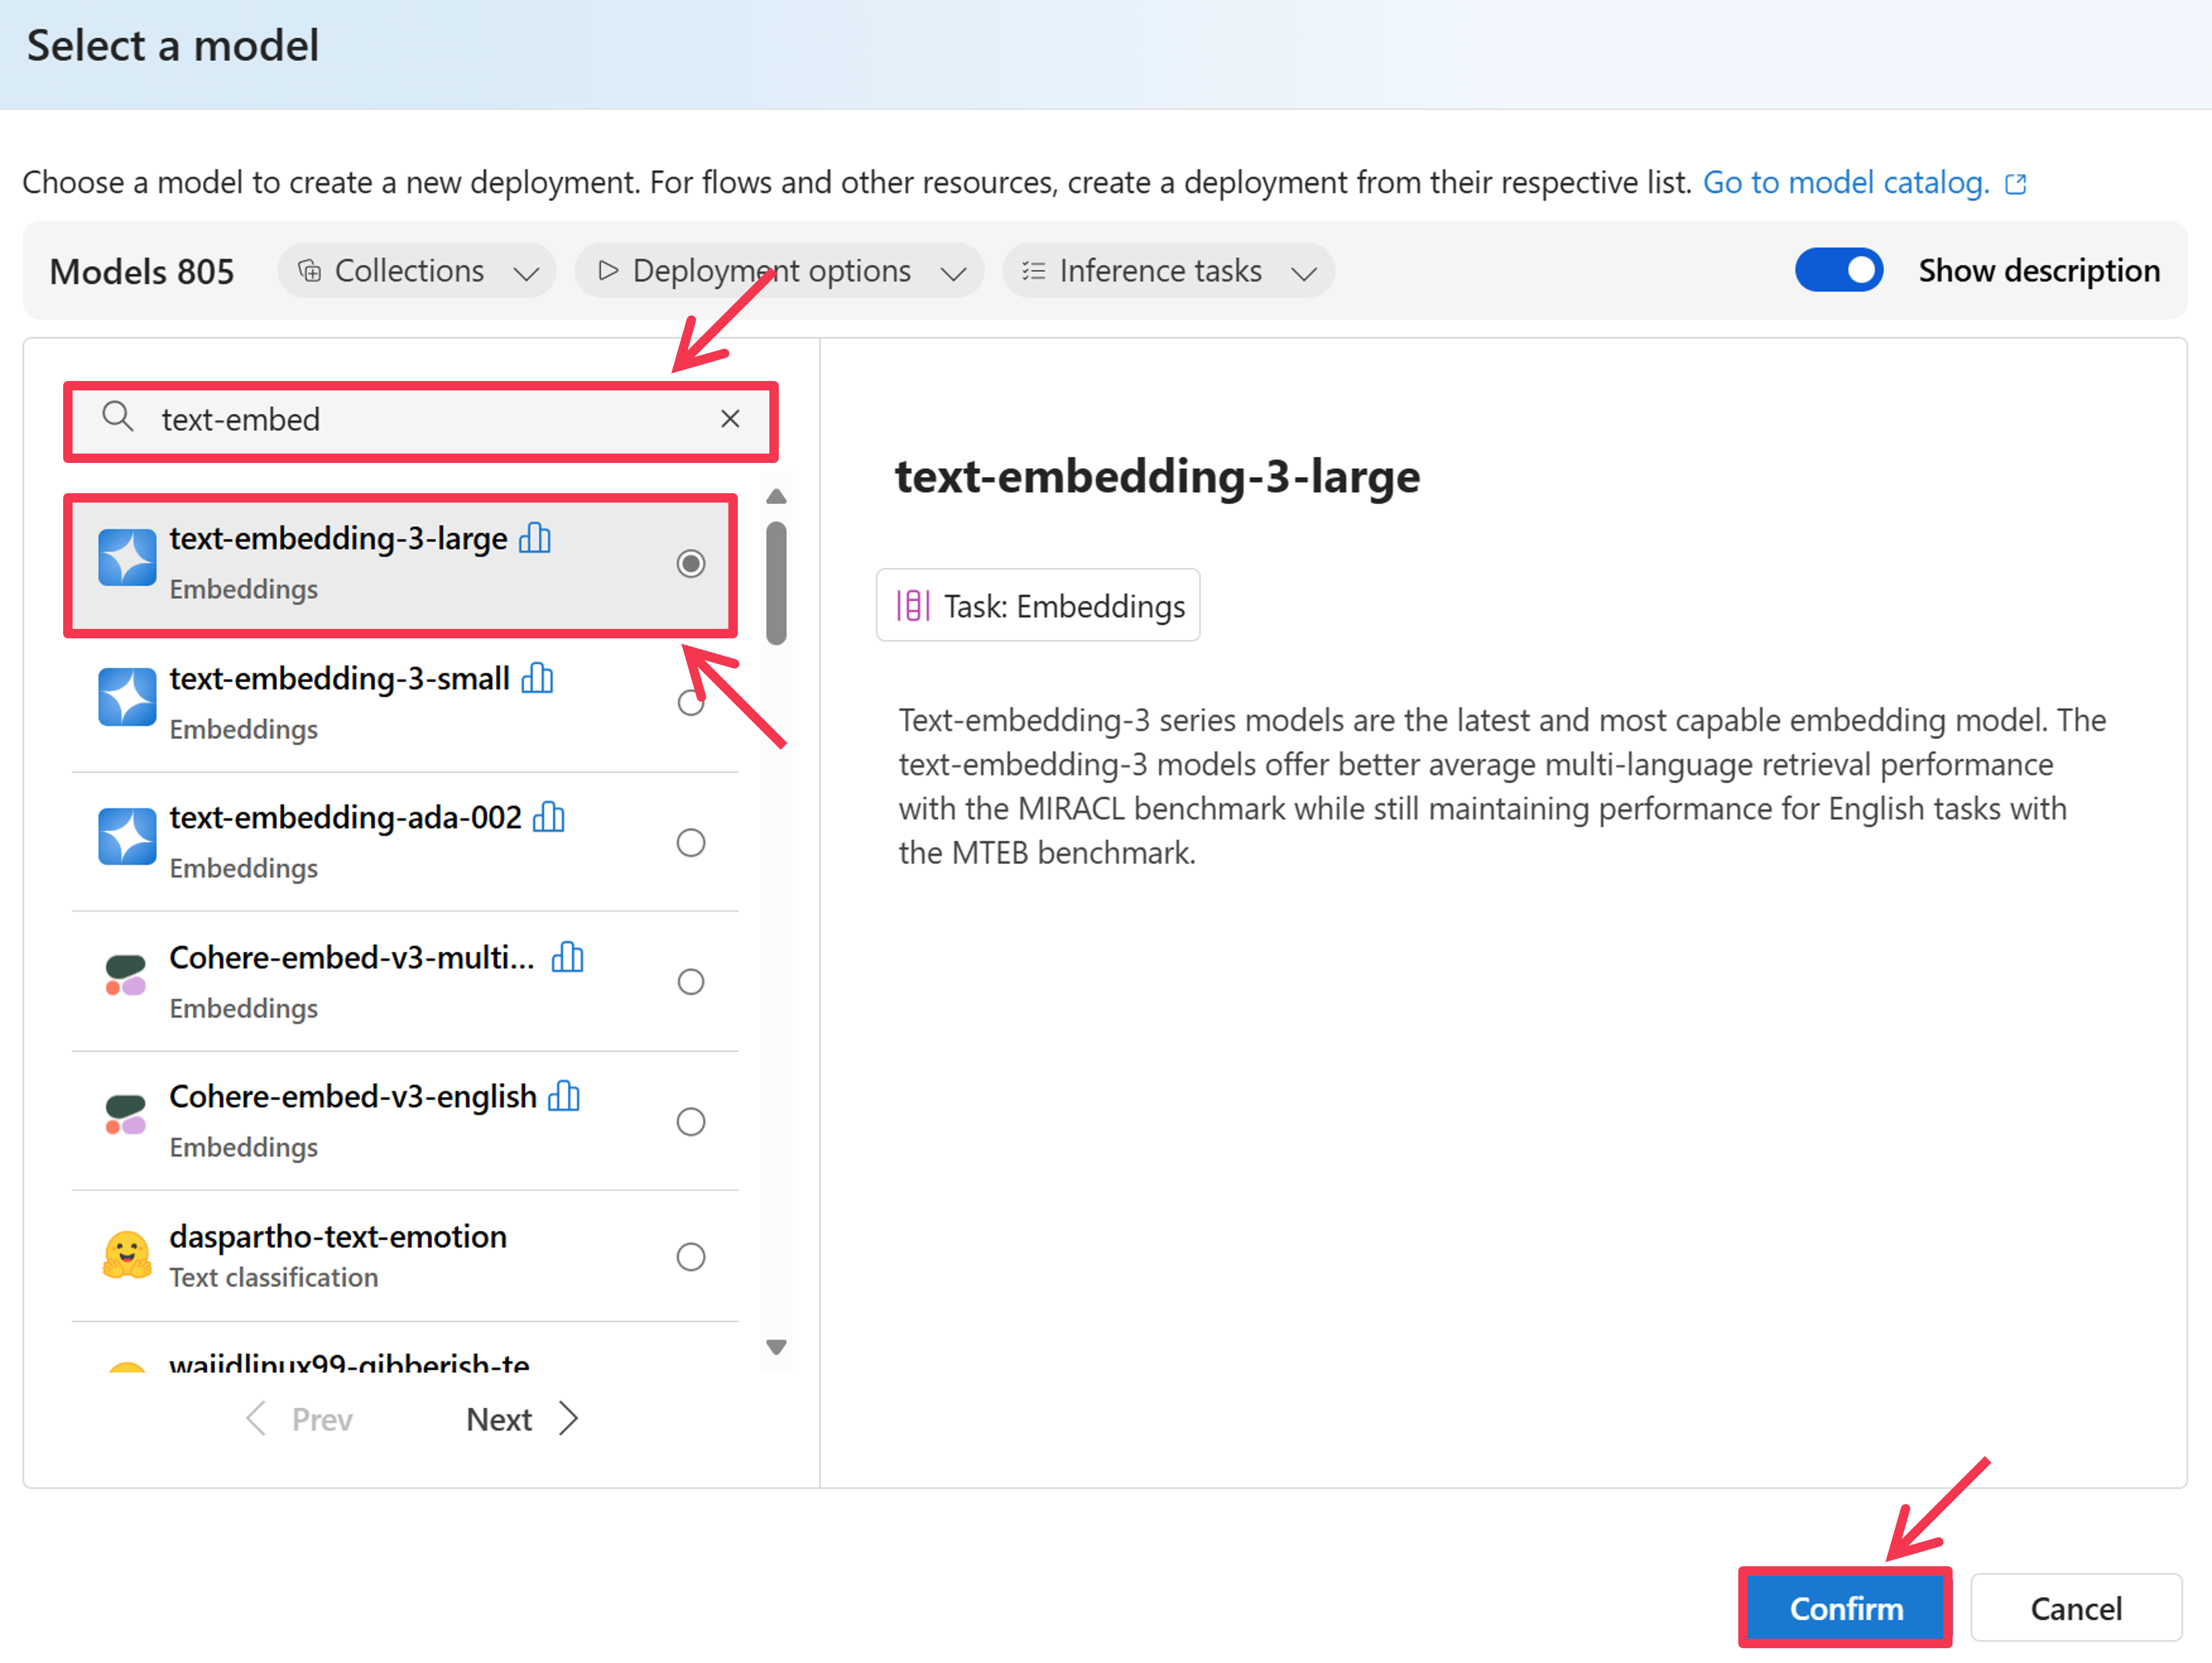 Select a model
Choose a model to create a new deployment. For flows and other resources, create a deployment from their respective list. Go to model catalog.
Models 805
Collections
Deployment options
Inference tasks
Show description
text-embed
text-embedding-3-large
Embeddings
text-embedding-3-small
Embeddings
text-embedding-ada-002
Embeddings
Cohere-embed-v3-multi...
Embeddings
Cohere-embed-v3-english
Embeddings
daspartho-text-emotion
Text classification
wajidlinux99-gibberish-te
Prev
Next
text-embedding-3-large
Task: Embeddings
Text-embedding-3 series models are the latest and most capable embedding model. The
text-embedding-3 models offer better average multi-language retrieval performance
with the MIRACL benchmark while still maintaining performance for English tasks with
the MTEB benchmark.
Confirm
Cancel